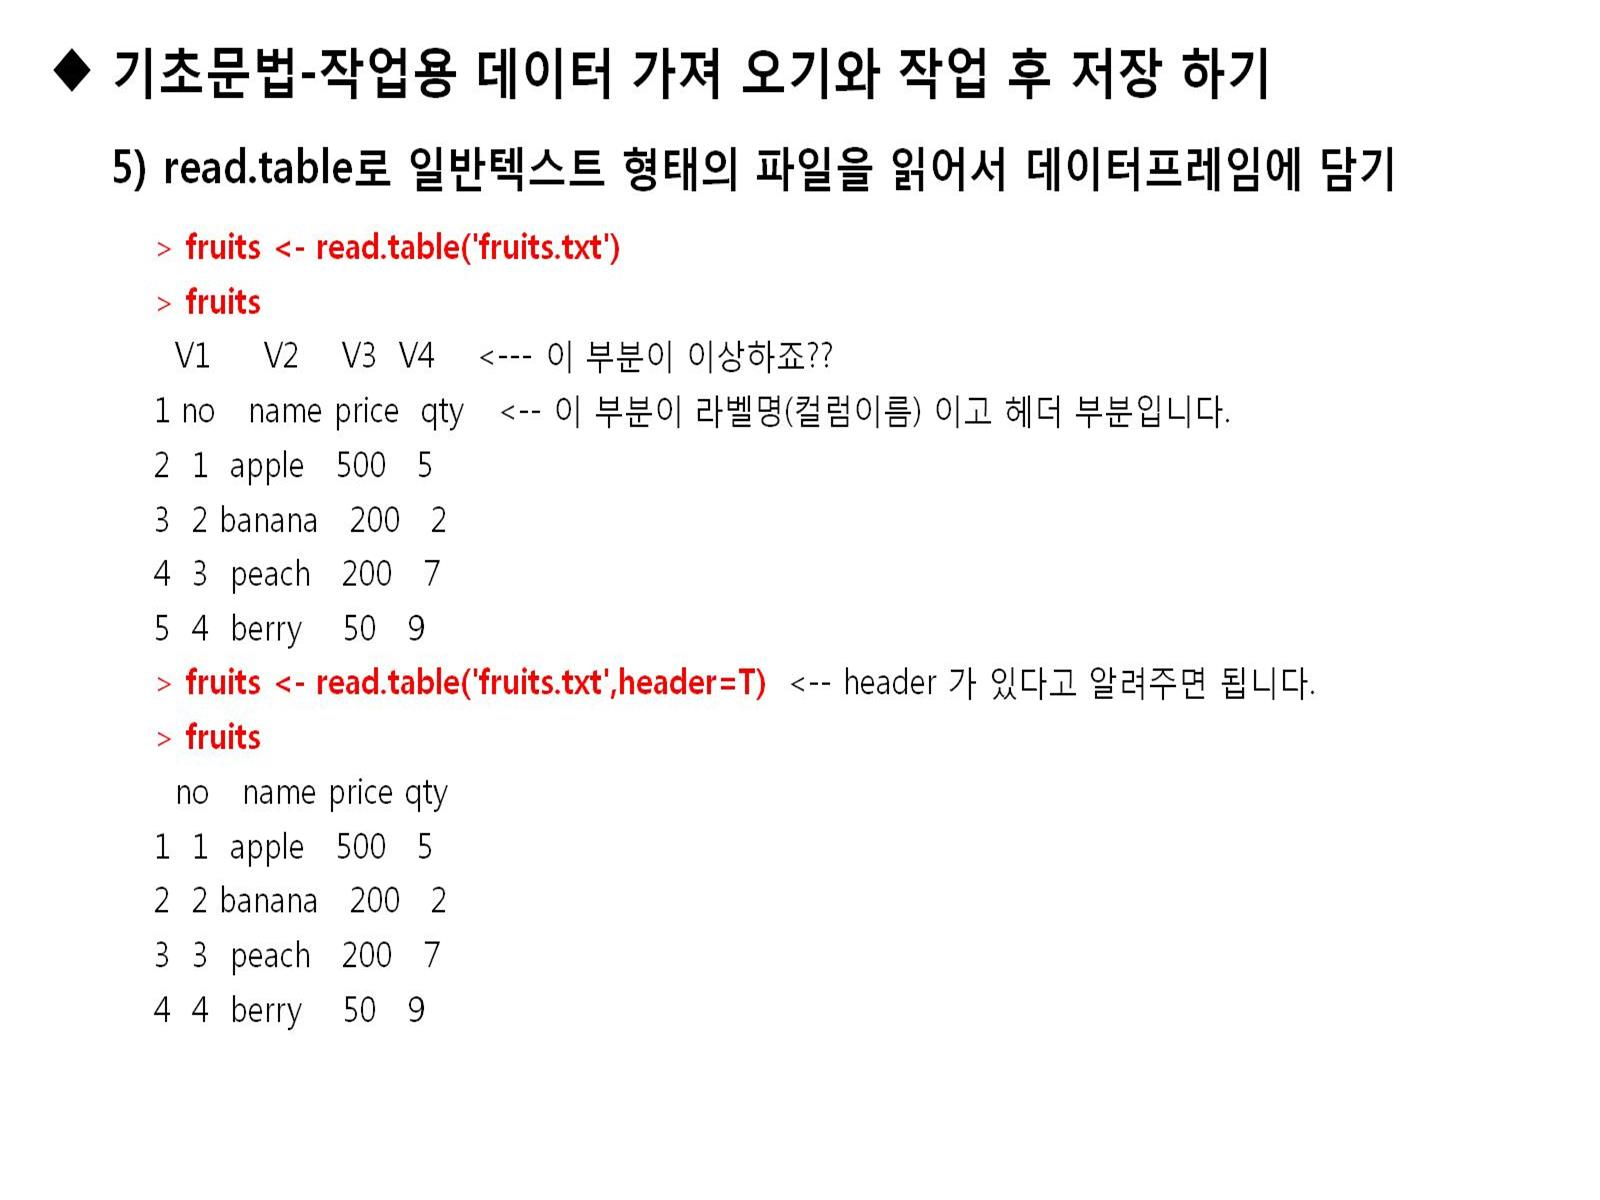 ◆ 기초문법-작업용 데이터 가져 오기와 작업 후 저장 하기
5) read.table로 일반텍스트 형태의 파일을 읽어서 데이터프레임에 담기
> fruits <- read.table('fruits.txt')
> fruits
V1 V2 V3 V4 <--- 이 부분이 이상하죠??
1 no name price qty <-- 이 부분이 라벨명(컬럼이름) 이고 헤더 부분입니다.
2 1 apple 500 5
3 2 banana 200 2
4 3 peach 200 7
5 4 berry 50 9
> fruits <- read.table('fruits.txt',header=T) <-- header 가 있다고 알려주면 됩니다.
> fruits
no name price qty
1 1 apple 500 5
2 2 banana 200 2
3 3 peach 200 7
4 4 berry 50 9